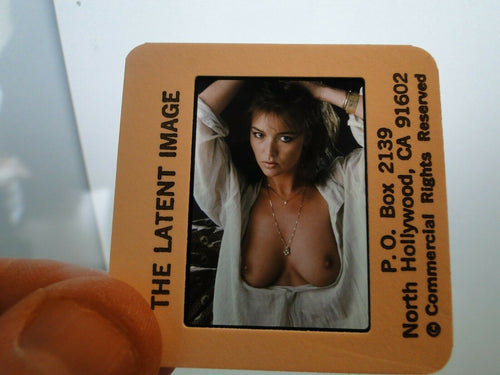 THE LATENT IMAGE
P.O. Box 2139
North Hollywood, CA 91602
© Commercial Rights Reserved